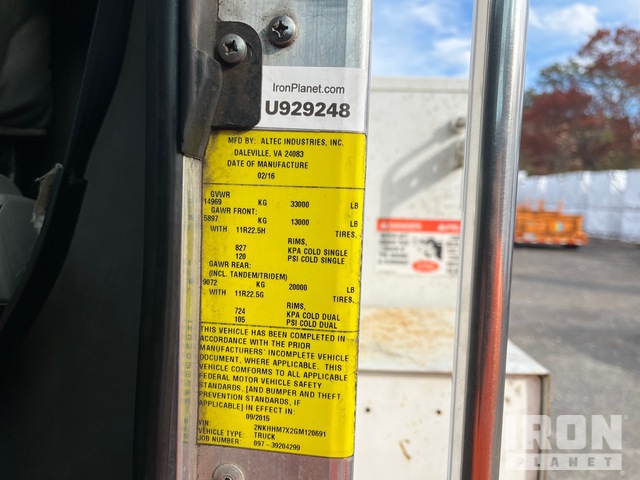 IronPlanet.com
U929248
MFD BY: ALTEC INDUSTRIES, INC.
DALEVILLE, VA 24083
DATE OF MANUFACTURE
02/16
GVWR
14969 KG 33000 LB
GAWR FRONT:
5897 KG 13000 LB
WITH 11R22.5H TIRES,
RIMS,
827 KPA COLD SINGLE
120 PSI COLD SINGLE
GAWR REAR:
(INCL. TANDEM/TRIDEM)
9072 KG 20000 LB
WITH 11R22.5G TIRES,
RIMS,
724 KPA COLD DUAL
105 PSI COLD DUAL
THIS VEHICLE HAS BEEN COMPLETED IN
ACCORDANCE WITH THE PRIOR
MANUFACTURERS' INCOMPLETE VEHICLE
DOCUMENT, WHERE APPLICABLE. THIS
VEHICLE COMFORMS TO ALL APPLICABLE
FEDERAL MOTOR VEHICLE SAFETY
STANDARDS, [AND BUMPER AND THEFT
PREVENTION STANDARDS, IF
APPLICABLE] IN EFFECT IN:
09/2015
VIN: 2NKHHM7X2GM120691
VEHICLE TYPE: TRUCK
JOB NUMBER: 097-39204299
IRON
PLANET